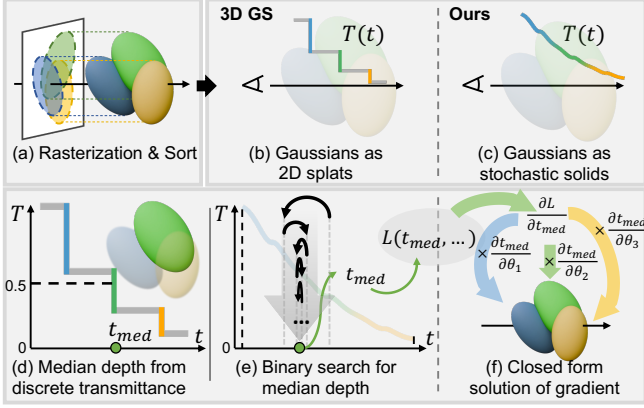 3D GS
Ours
T(t)
T(t)
(a) Rasterization & Sort
(b) Gaussians as
2D splats
(c) Gaussians as
stochastic solids
T
0.5
0
t_med
t
(d) Median depth from
discrete transmittance
T
0
...
t_med
t
(e) Binary search for
median depth
L(t_med, ...)
∂L/∂t_med
× ∂t_med/∂θ_1
× ∂t_med/∂θ_2
× ∂t_med/∂θ_3
(f) Closed form
solution of gradient